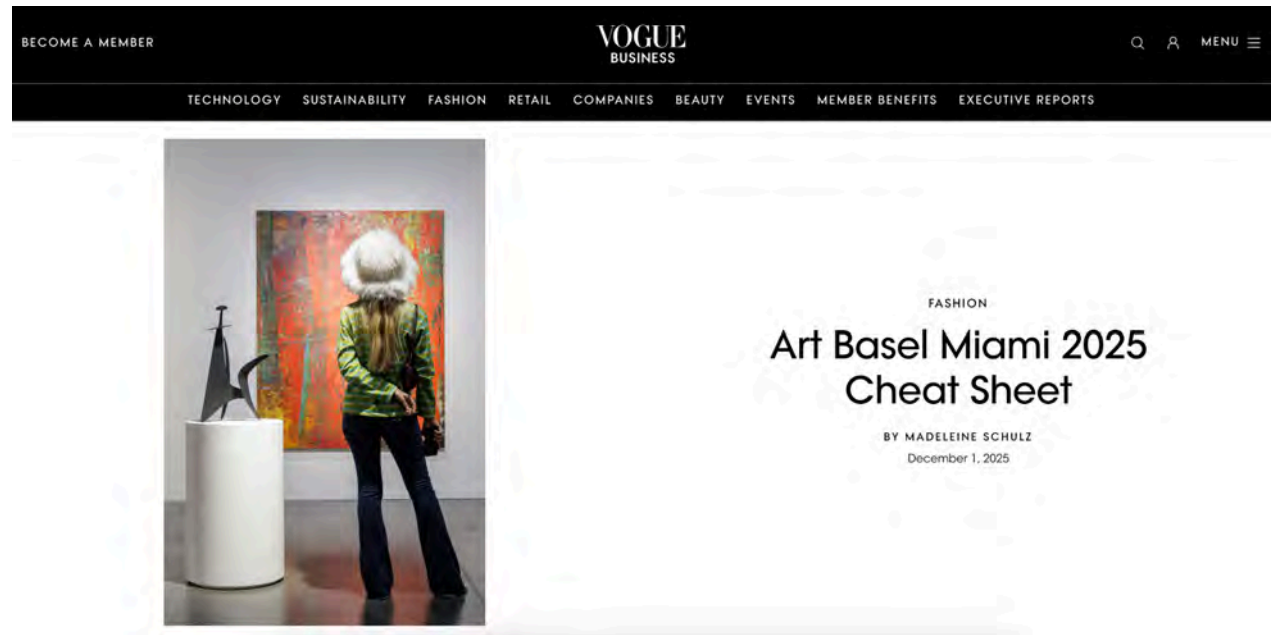 BECOME A MEMBER
VOGUE
BUSINESS
MENU
TECHNOLOGY SUSTAINABILITY FASHION RETAIL COMPANIES BEAUTY EVENTS MEMBER BENEFITS EXECUTIVE REPORTS
FASHION
Art Basel Miami 2025
Cheat Sheet
BY MADELEINE SCHULZ
December 1, 2025